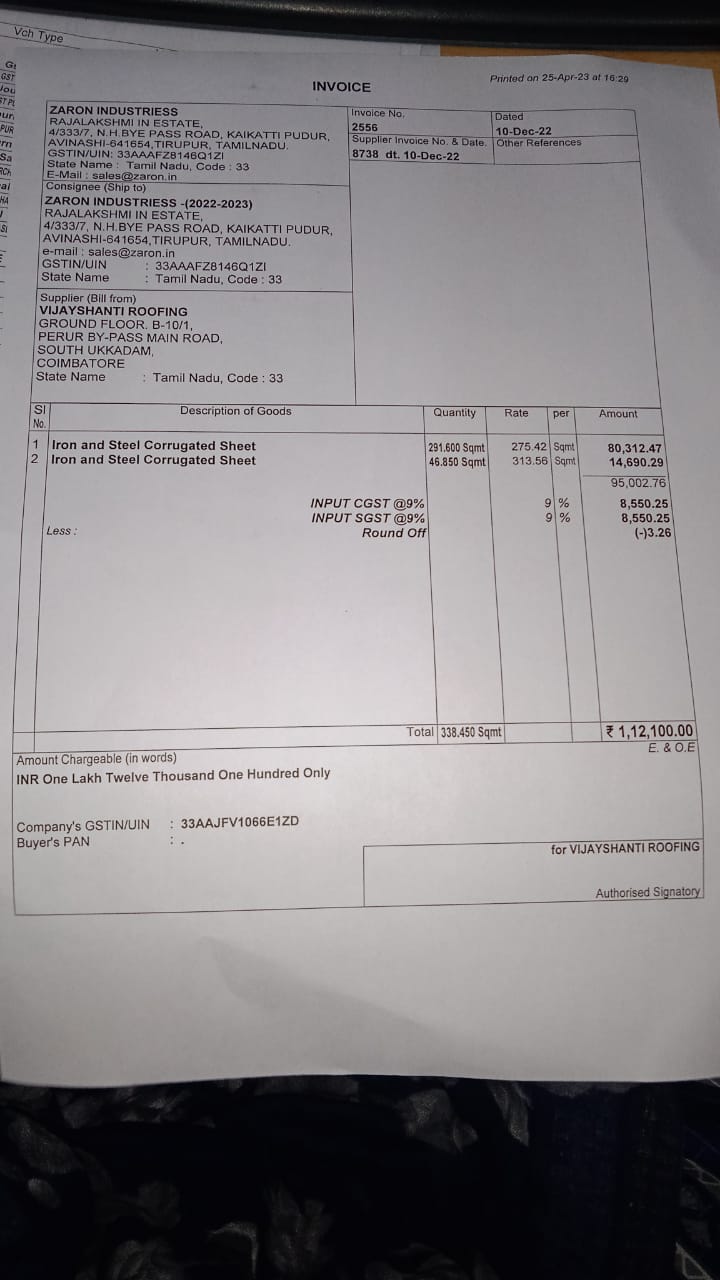 Vch Type
INVOICE
Printed on 25-Apr-23 at 16:29
ZARON INDUSTRIESS
RAJALAKSHMI IN ESTATE,
4/333/7, N.H.BYE PASS ROAD, KAIKATTI PUDUR,
AVINASHI-641654,TIRUPUR, TAMILNADU.
GSTIN/UIN: 33AAAFZ8146Q1ZI
State Name : Tamil Nadu, Code : 33
E-Mail : sales@zaron.in
Invoice No.
2556
Dated
10-Dec-22
Supplier Invoice No. & Date.
8738 dt. 10-Dec-22
Other References
Consignee (Ship to)
ZARON INDUSTRIESS -(2022-2023)
RAJALAKSHMI IN ESTATE,
4/333/7, N.H.BYE PASS ROAD, KAIKATTI PUDUR,
AVINASHI-641654,TIRUPUR, TAMILNADU.
e-mail : sales@zaron.in
GSTIN/UIN : 33AAAFZ8146Q1ZI
State Name : Tamil Nadu, Code : 33
Supplier (Bill from)
VIJAYSHANTI ROOFING
GROUND FLOOR. B-10/1,
PERUR BY-PASS MAIN ROAD,
SOUTH UKKADAM,
COIMBATORE
State Name : Tamil Nadu, Code : 33
Sl No. Description of Goods Quantity Rate per Amount
1 Iron and Steel Corrugated Sheet 291.600 Sqmt 275.42 Sqmt 80,312.47
2 Iron and Steel Corrugated Sheet 46.850 Sqmt 313.56 Sqmt 14,690.29
95,002.76
INPUT CGST @9% 9 % 8,550.25
INPUT SGST @9% 9 % 8,550.25
Less : Round Off (-)3.26
Total 338.450 Sqmt ₹ 1,12,100.00
Amount Chargeable (in words) E. & O.E
INR One Lakh Twelve Thousand One Hundred Only
Company's GSTIN/UIN : 33AAJFV1066E1ZD
Buyer's PAN : .
for VIJAYSHANTI ROOFING
Authorised Signatory